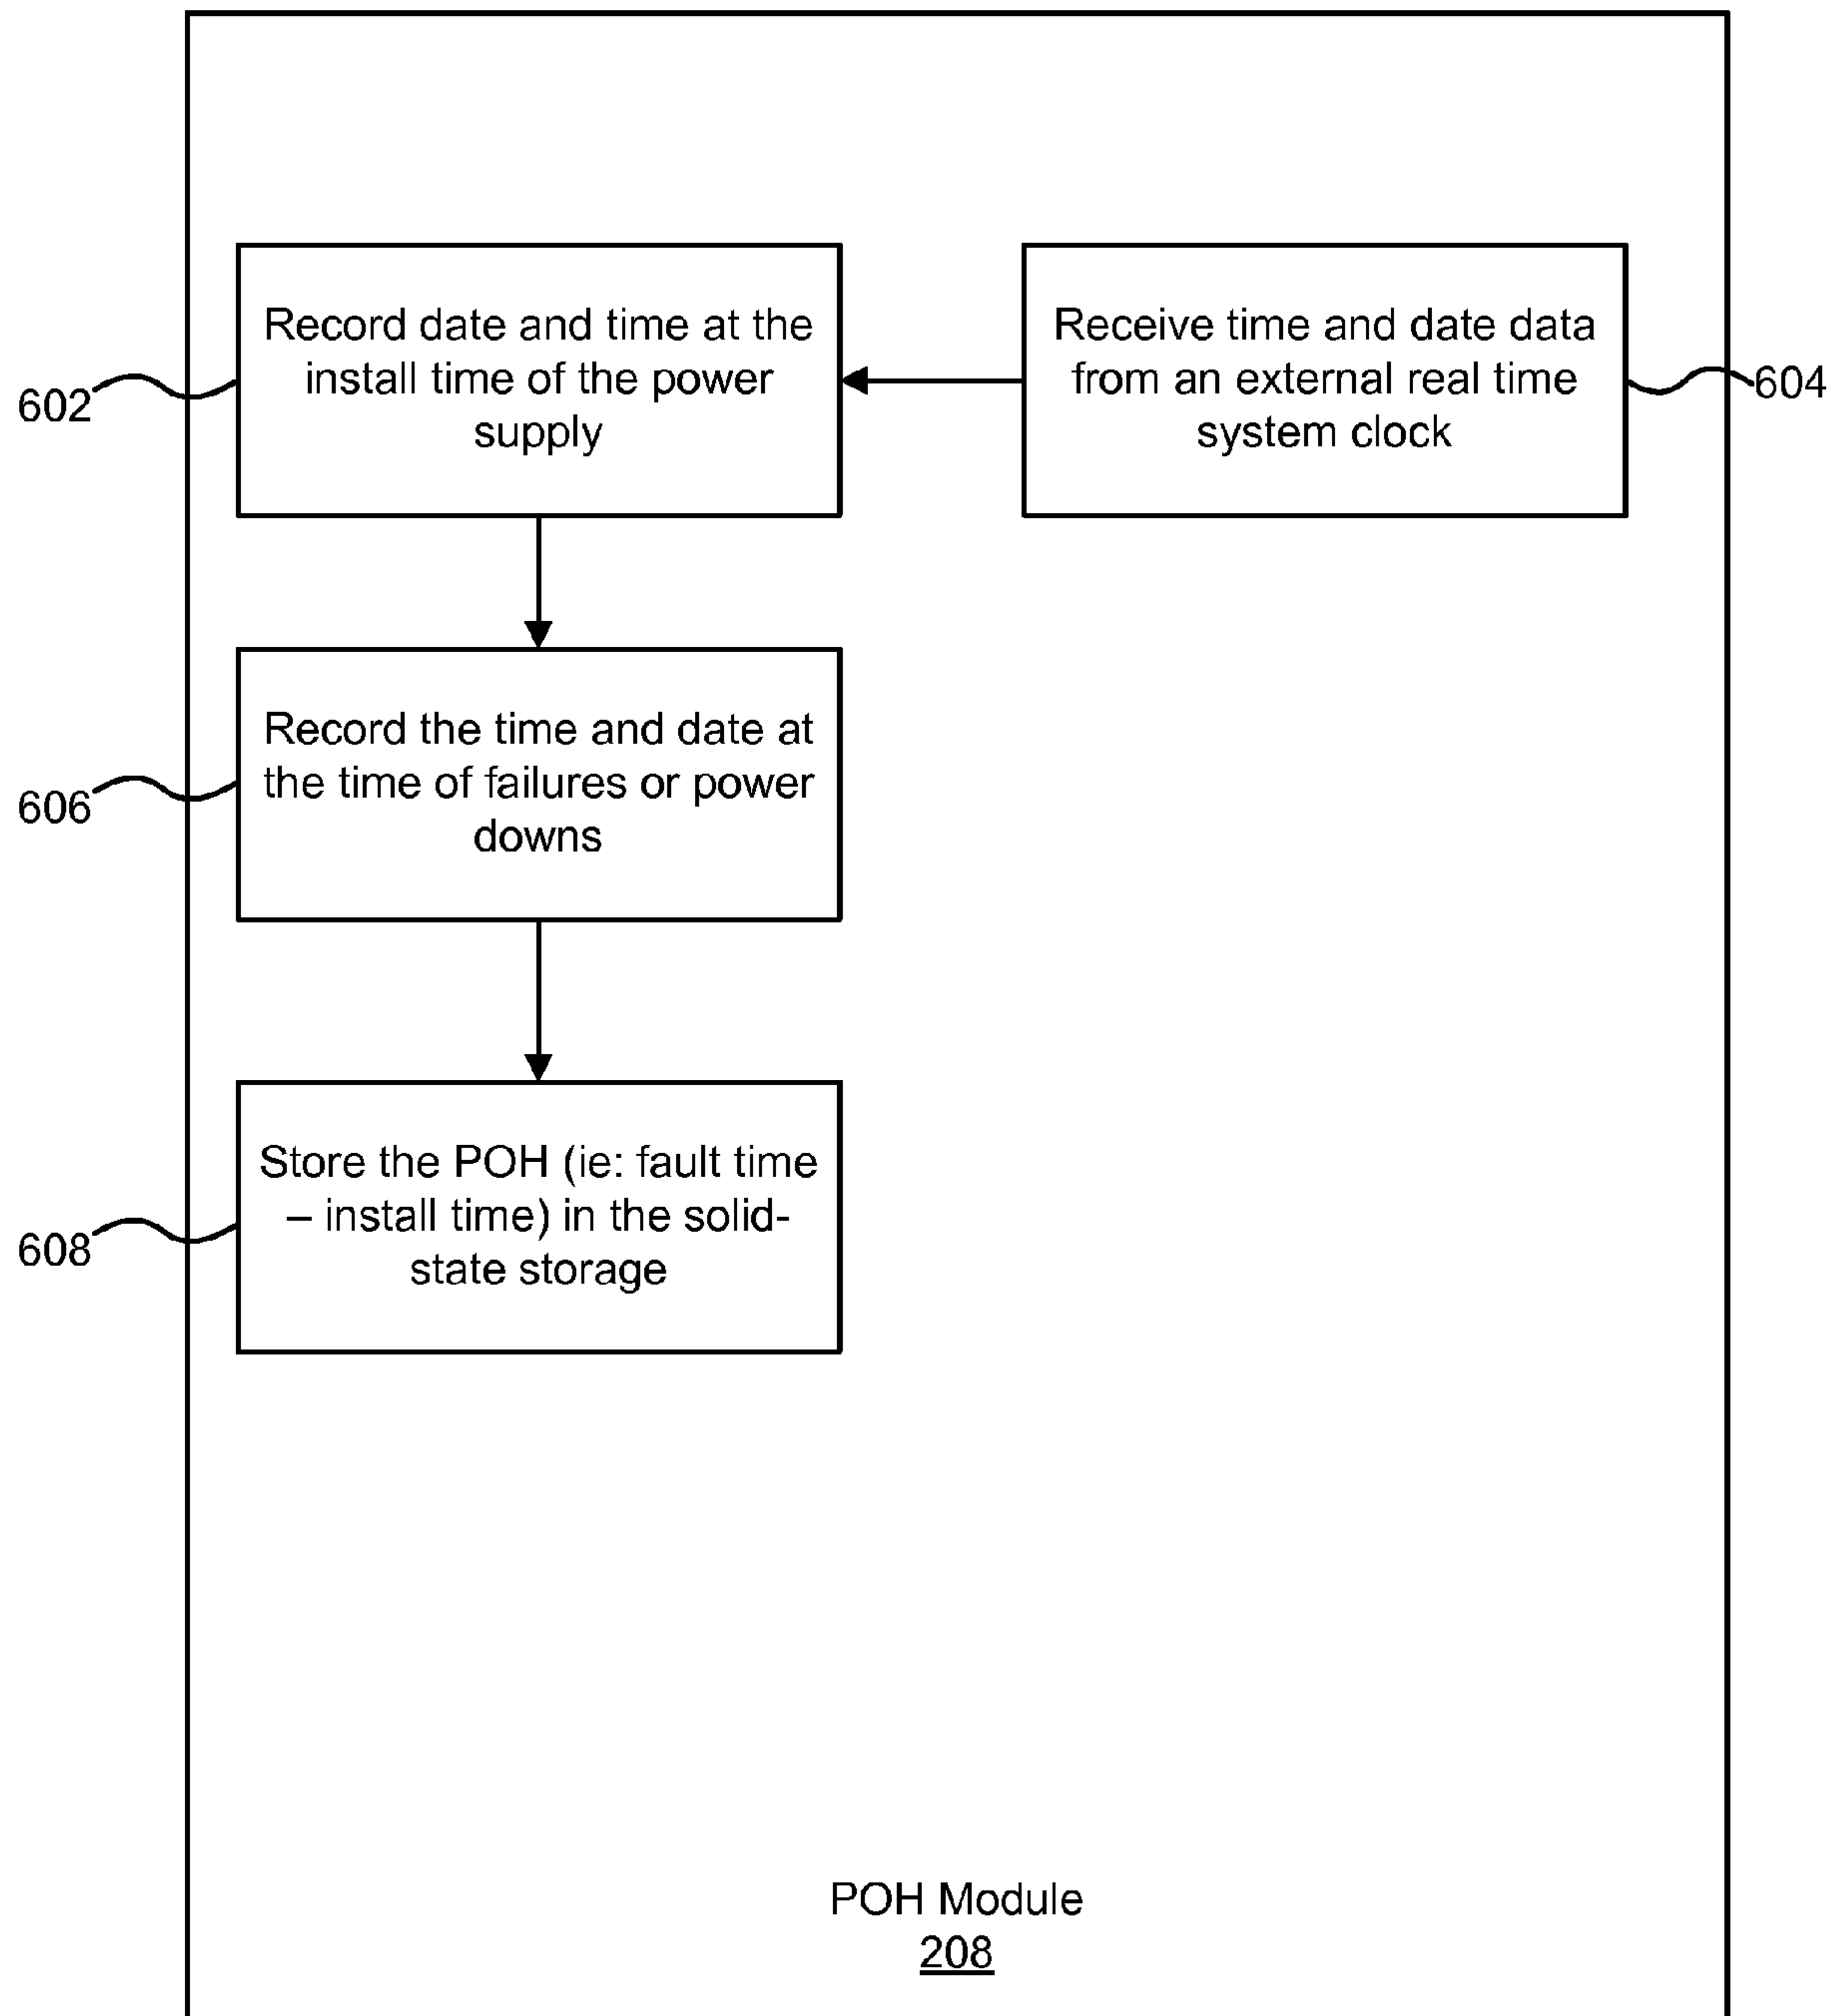 Record date and time at the
install time of the power
supply
602
Receive time and date data
from an external real time
system clock
604
Record the time and date at
the time of failures or power
downs
606
Store the POH (ie: fault time
– install time) in the solid-
state storage
608
POH Module
208